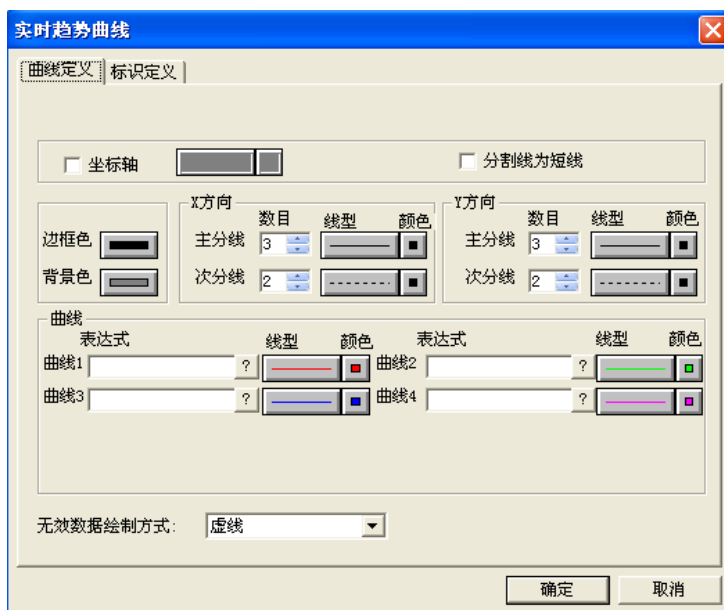 实时趋势曲线
曲线定义 标识定义
坐标轴 分割线为短线
X方向 Y方向
数目 线型 颜色 数目 线型 颜色
边框色 主分线 3 主分线 3
背景色 次分线 2 次分线 2
曲线
表达式 线型 颜色 表达式 线型 颜色
曲线1 ? 曲线2 ?
曲线3 ? 曲线4 ?
无效数据绘制方式: 虚线
确定 取消